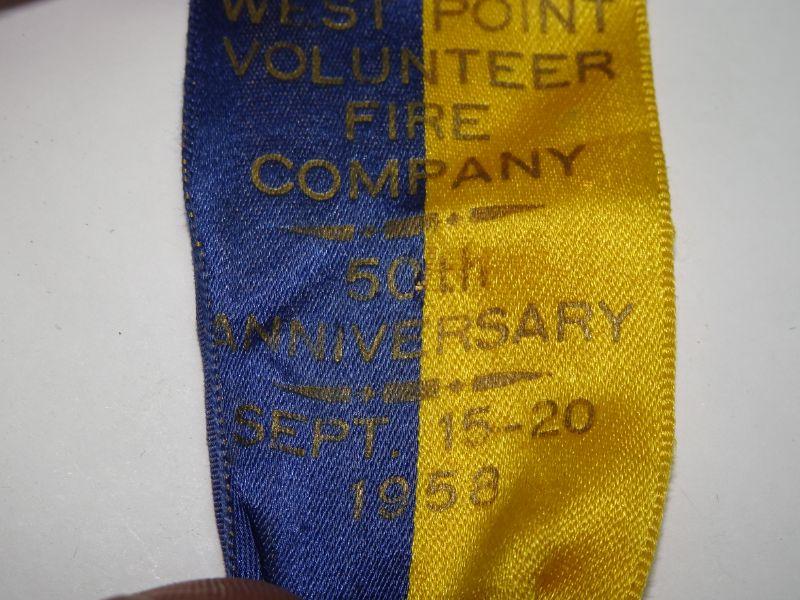 WEST POINT
VOLUNTEER
FIRE
COMPANY
50th
ANNIVERSARY
SEPT. 15-20
1958